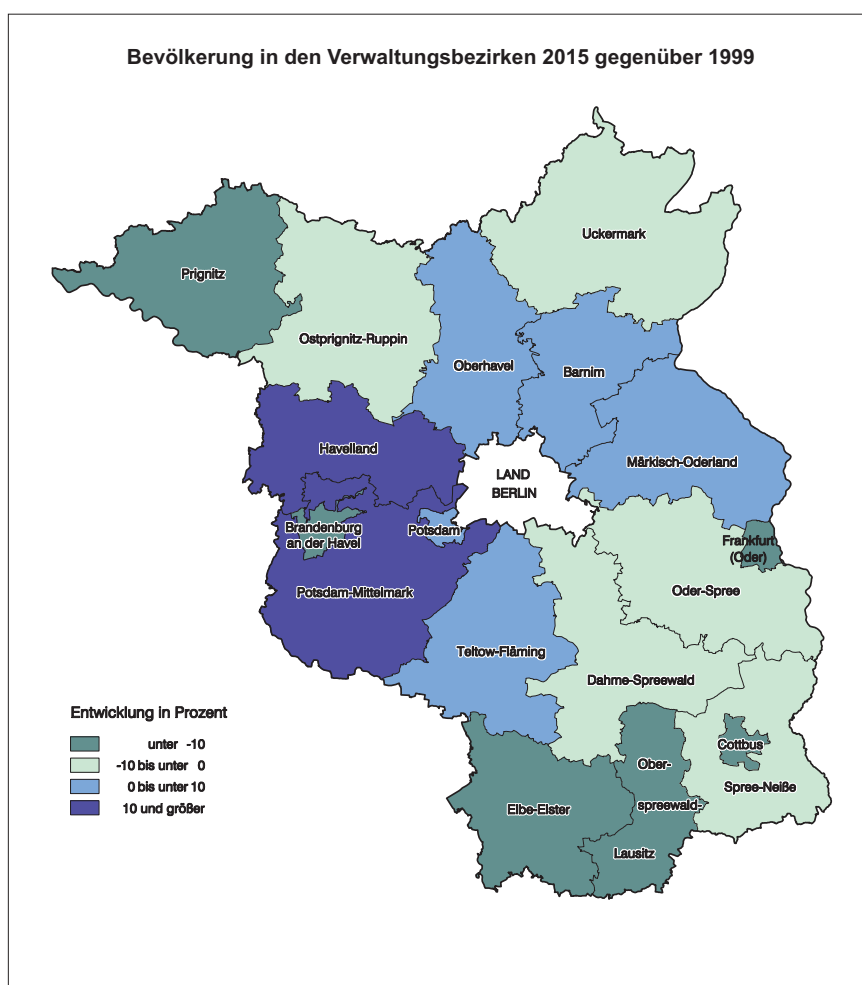 Bevölkerung in den Verwaltungsbezirken 2015 gegenüber 1999
Uckermark
Prignitz
Ostprignitz-Ruppin
Oberhavel
Barnim
Havelland
Märkisch-Oderland
LAND
BERLIN
Brandenburg
an der Havel
Potsdam
Frankfurt
(Oder)
Potsdam-Mittelmark
Oder-Spree
Teltow-Fläming
Dahme-Spreewald
Entwicklung in Prozent
unter -10
-10 bis unter 0
0 bis unter 10
10 und größer
Cottbus
Ober-
spreewald-
Lausitz
Spree-Neiße
Elbe-Elster